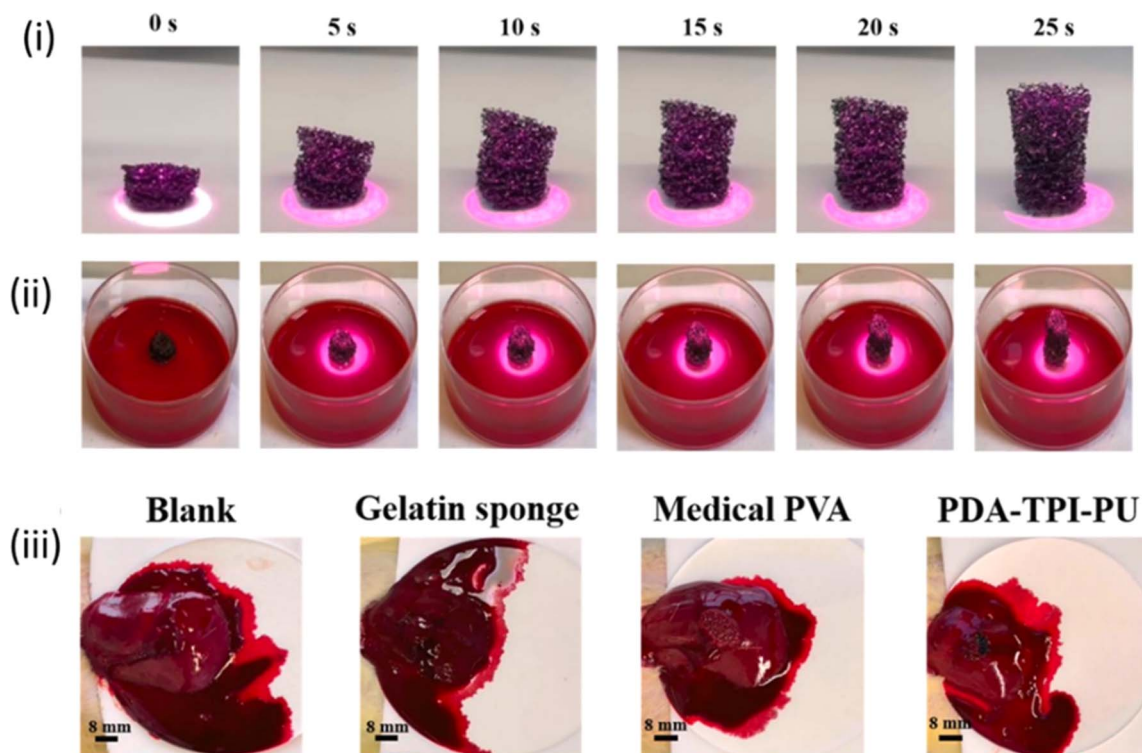 (i)
0 s 5 s 10 s 15 s 20 s 25 s
(ii)
Blank Gelatin sponge Medical PVA PDA-TPI-PU
(iii)
8 mm 8 mm 8 mm 8 mm